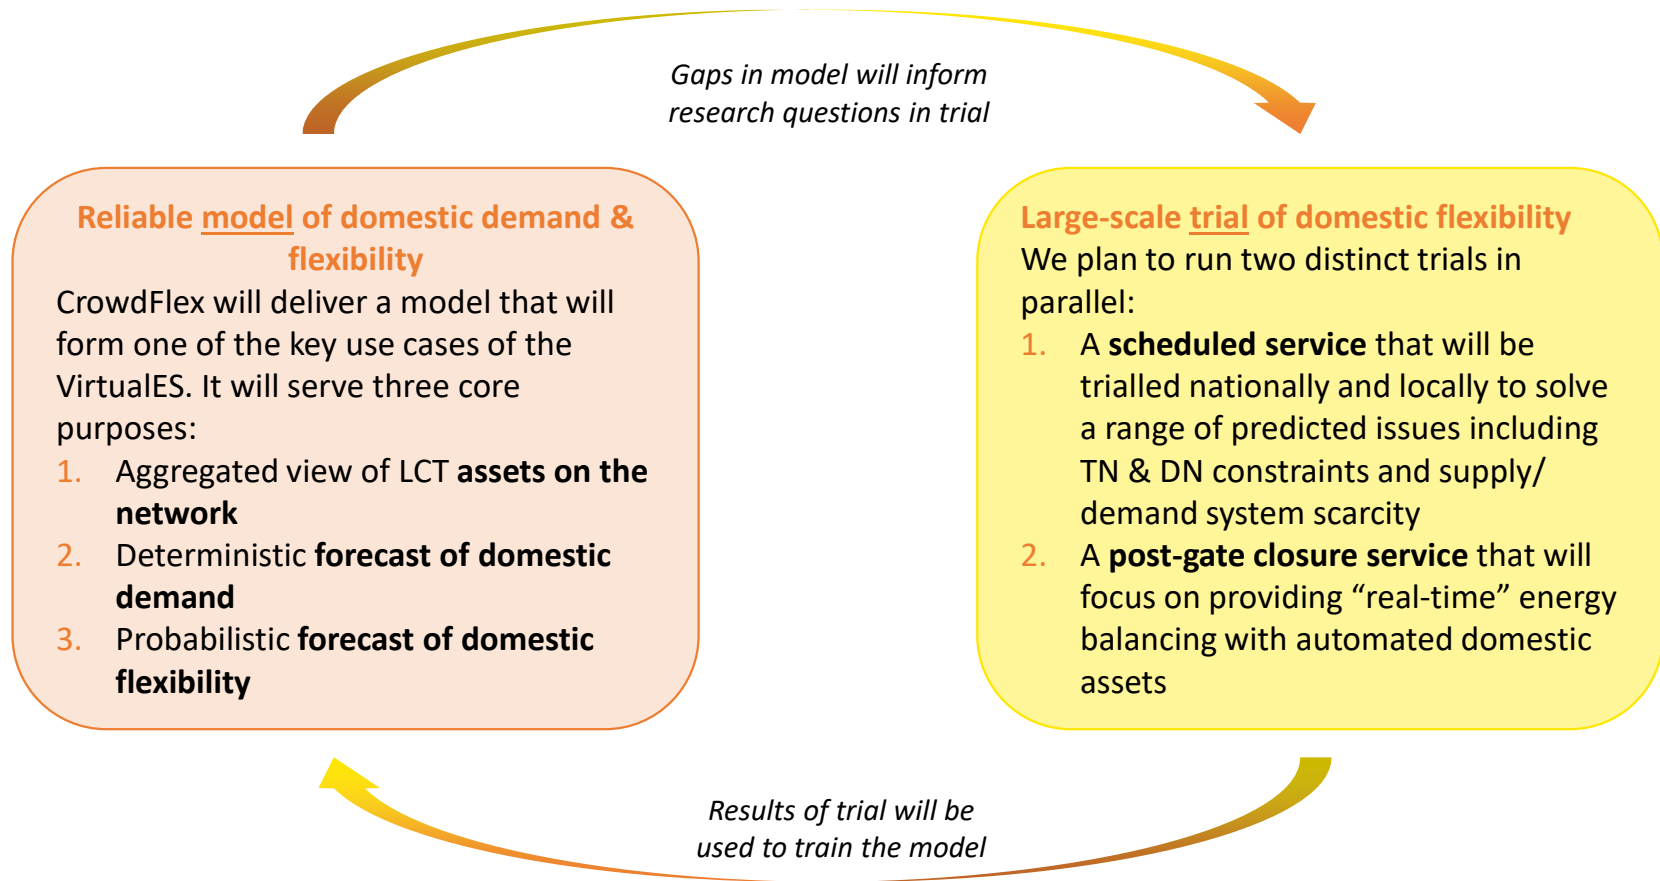 Gaps in model will inform
research questions in trial
Reliable model of domestic demand &
flexibility
CrowdFlex will deliver a model that will
form one of the key use cases of the
VirtualES. It will serve three core
purposes:
1. Aggregated view of LCT assets on the
network
2. Deterministic forecast of domestic
demand
3. Probabilistic forecast of domestic
flexibility
Large-scale trial of domestic flexibility
We plan to run two distinct trials in
parallel:
1. A scheduled service that will be
trialled nationally and locally to solve
a range of predicted issues including
TN & DN constraints and supply/
demand system scarcity
2. A post-gate closure service that will
focus on providing “real-time” energy
balancing with automated domestic
assets
Results of trial will be
used to train the model